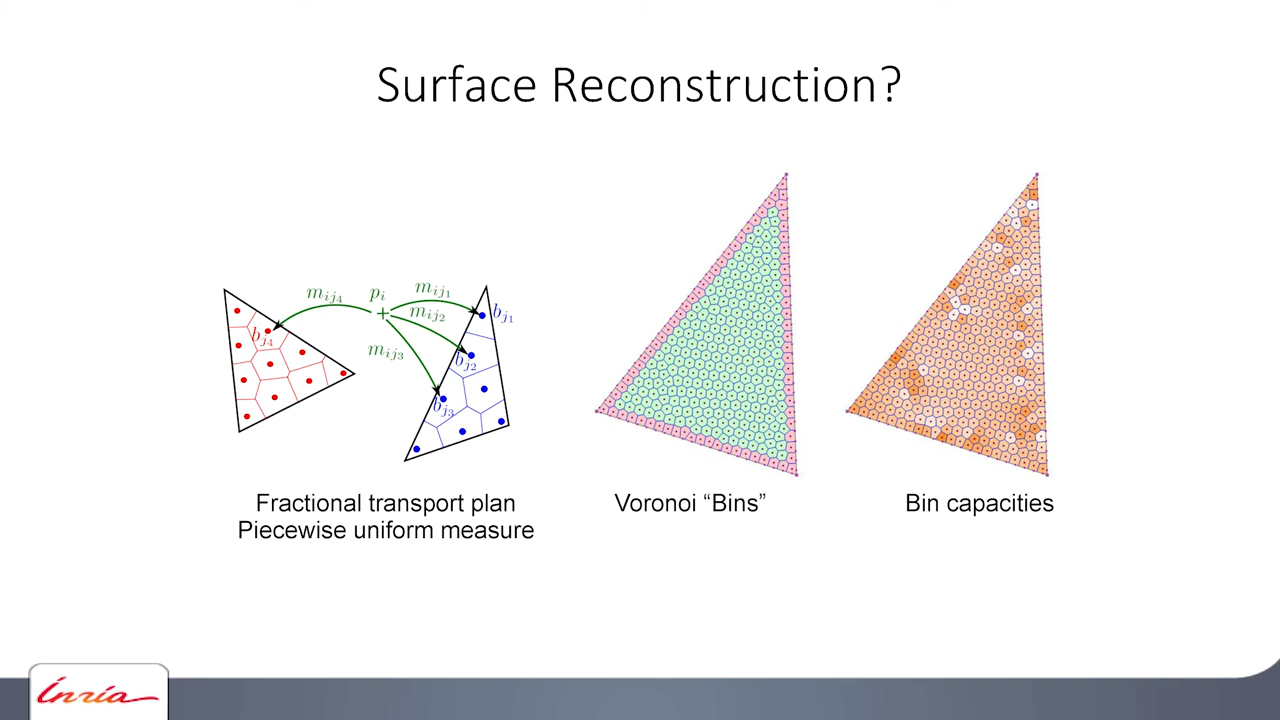 Surface Reconstruction?
m_{ij_4}
p_i
m_{ij_1}
m_{ij_2}
b_{j_1}
b_{j_4}
m_{ij_3}
b_{j_2}
b_{j_3}
Fractional transport plan
Piecewise uniform measure
Voronoi “Bins”
Bin capacities
Inria